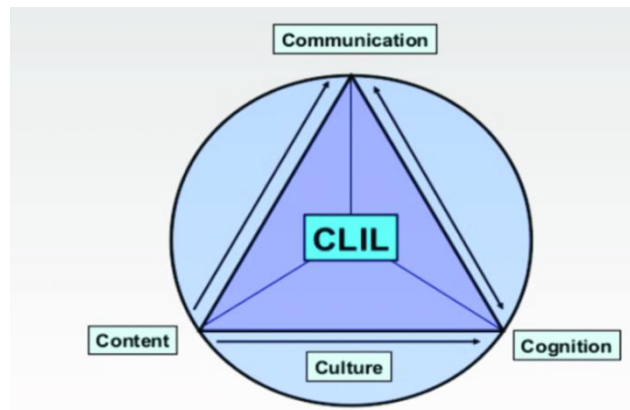 Communication
CLIL
Content
Cognition
Culture